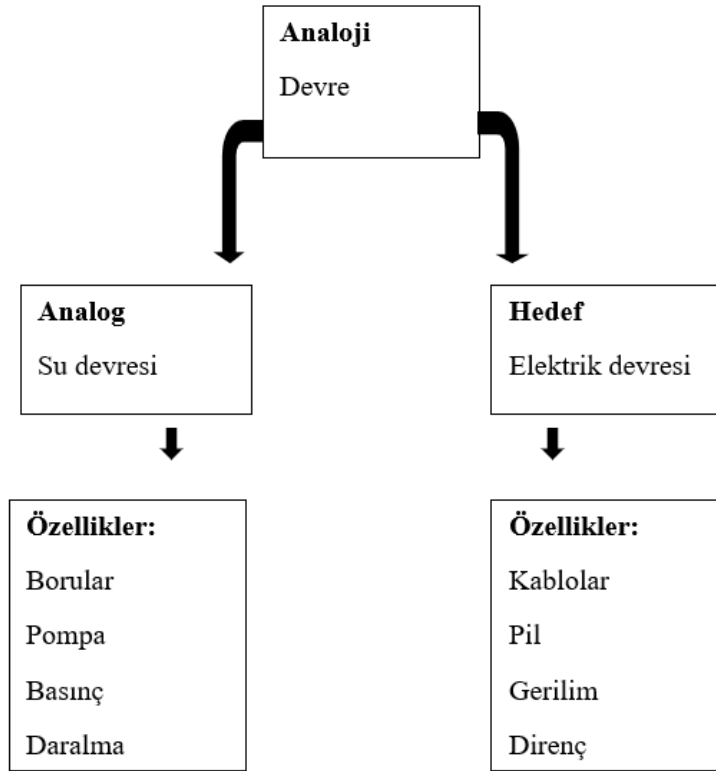 Analoji
Devre
Analog
Su devresi
Hedef
Elektrik devresi
Özellikler:
Borular
Pompa
Basınç
Daralma
Özellikler:
Kablolar
Pil
Gerilim
Direnç